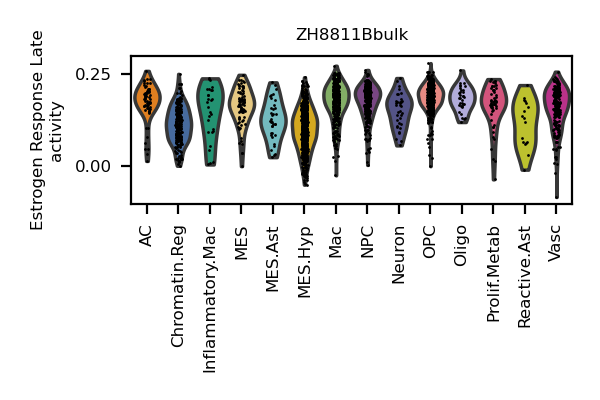 ZH8811Bbulk
Estrogen Response Late
activity
0.25
0.00
AC
Chromatin.Reg
Inflammatory.Mac
MES
MES.Ast
MES.Hyp
Mac
NPC
Neuron
OPC
Oligo
Prolif.Metab
Reactive.Ast
Vasc